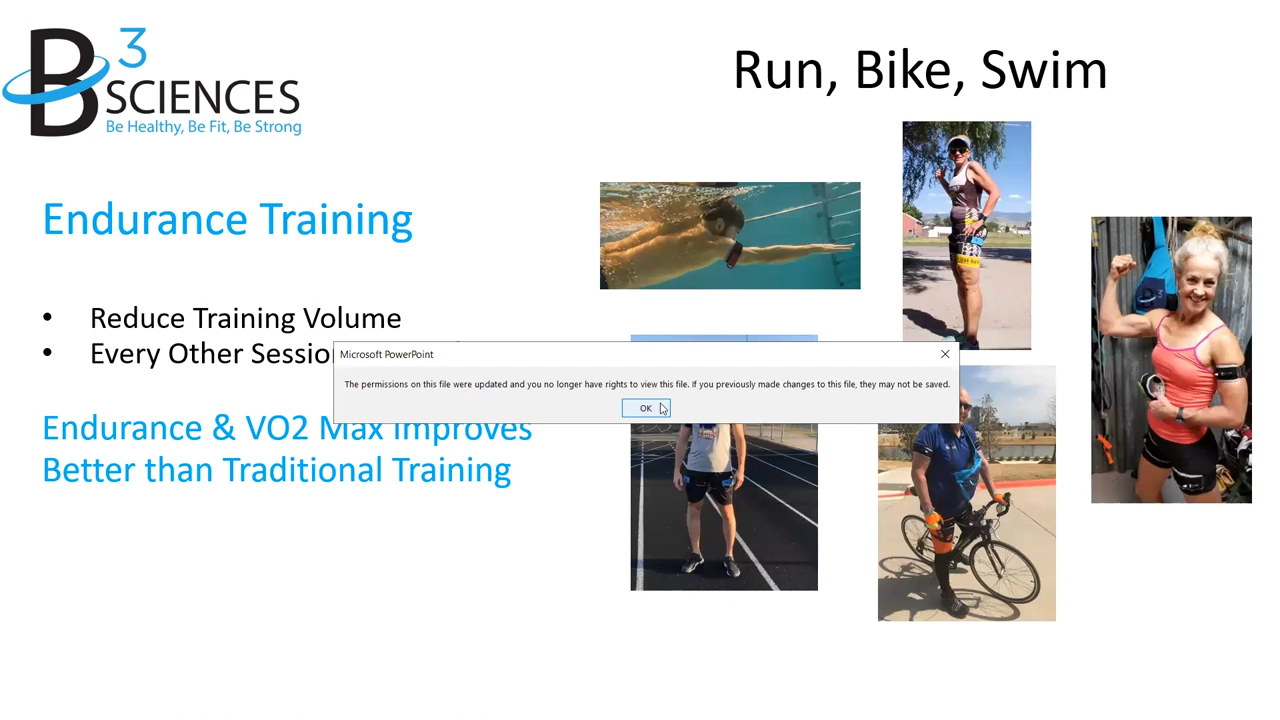 B3
SCIENCES
Be Healthy, Be Fit, Be Strong
Run, Bike, Swim
Endurance Training
• Reduce Training Volume
• Every Other
Microsoft PowerPoint
The permissions on this file were updated and you no longer have rights to view this file. If you previously made changes to this file, they may not be saved.
OK
Endurance & VO2 Max Improves
Better than Traditional Training